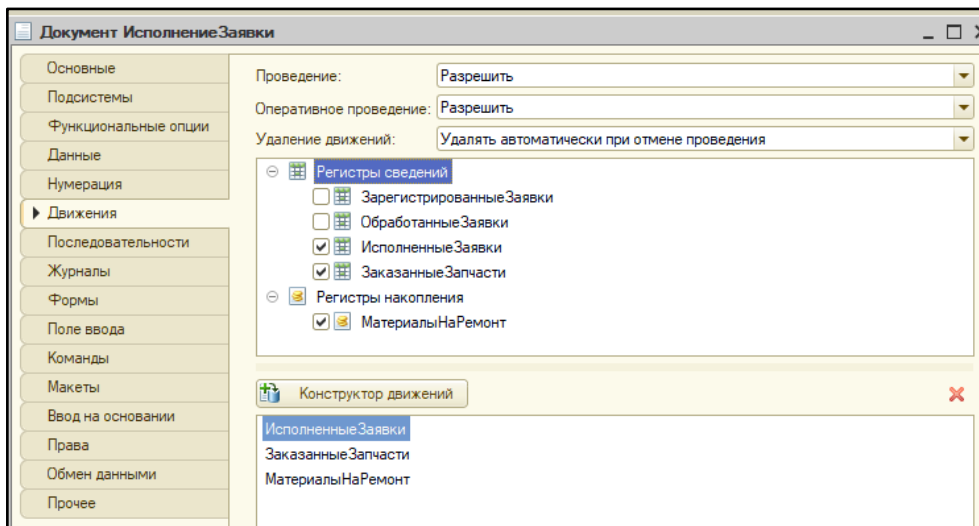 Документ ИсполнениеЗаявки
Основные
Подсистемы
Функциональные опции
Данные
Нумерация
Движения
Последовательности
Журналы
Формы
Поле ввода
Команды
Макеты
Ввод на основании
Права
Обмен данными
Прочее
Проведение: Разрешить
Оперативное проведение: Разрешить
Удаление движений: Удалять автоматически при отмене проведения
Регистры сведений
ЗарегистрированныеЗаявки
ОбработанныеЗаявки
ИсполненныеЗаявки
ЗаказанныеЗапчасти
Регистры накопления
МатериалыНаРемонт
Конструктор движений
ИсполненныеЗаявки
ЗаказанныеЗапчасти
МатериалыНаРемонт